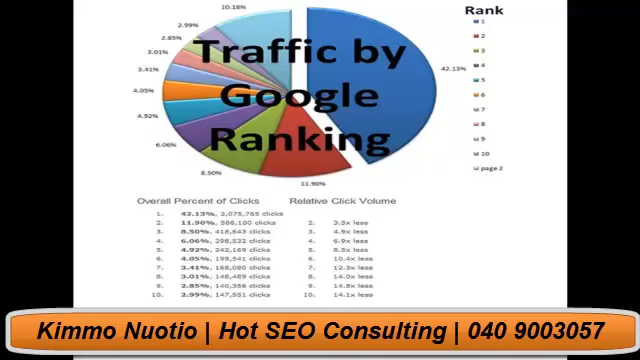 Rank
10.18%
2.99%
2.85%
3.01%
3.41%
4.05%
4.92%
6.06%
8.50%
11.90%
42.13%
1
2
3
4
5
6
7
8
9
10
page 2
Traffic by
Google
Ranking
Overall Percent of Clicks Relative Click Volume
1. 42.13%, 2,075,765 clicks
2. 11.90%, 586,100 clicks 2. 3.5x less
3. 8.50%, 418,643 clicks 3. 4.9x less
4. 6.06%, 298,532 clicks 4. 6.9x less
5. 4.92%, 242,169 clicks 5. 8.5x less
6. 4.05%, 199,541 clicks 6. 10.4x less
7. 3.41%, 168,080 clicks 7. 12.3x less
8. 3.01%, 148,489 clicks 8. 14.0x less
9. 2.85%, 140,356 clicks 9. 14.8x less
10. 2.99%, 147,551 clicks 10. 14.1x less
Kimmo Nuotio | Hot SEO Consulting | 040 9003057